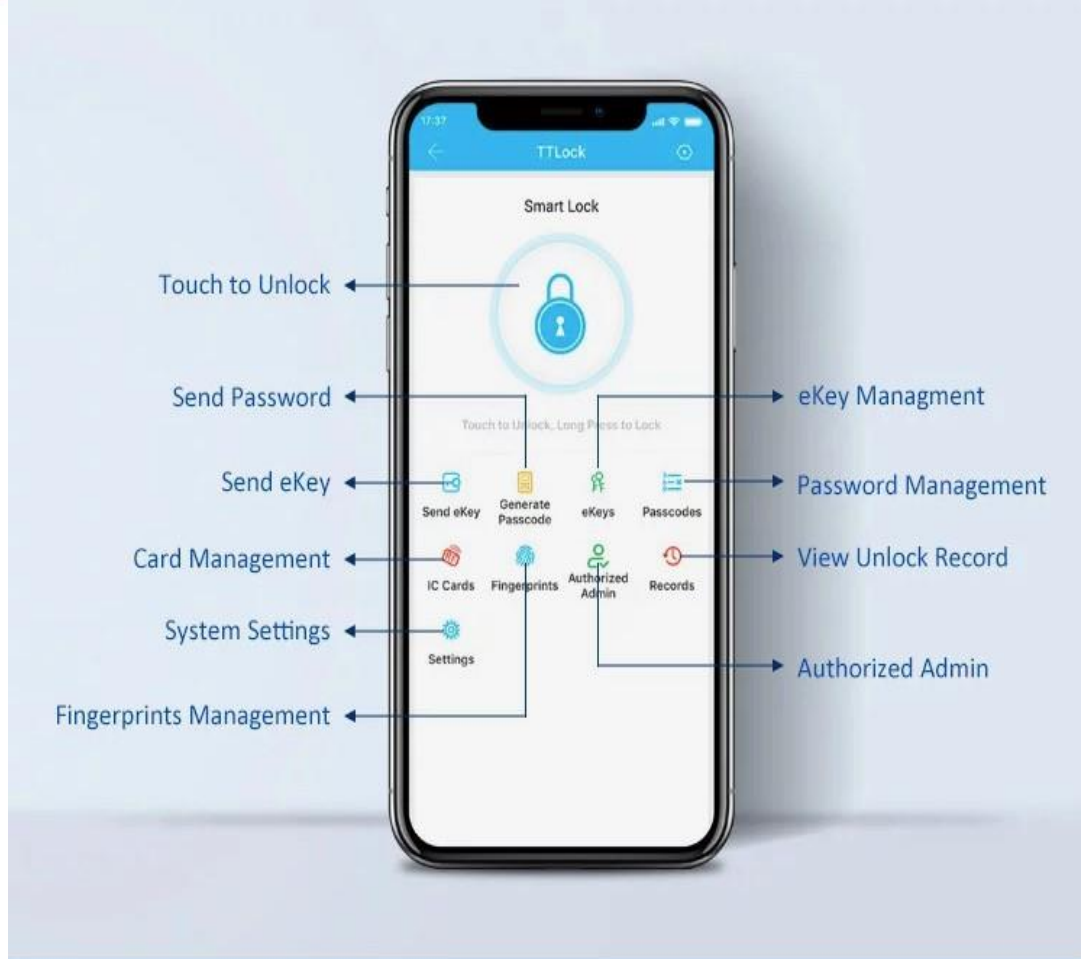 17:37
TTLock
Smart Lock
Touch to Unlock
Send Password
eKey Managment
Touch to Unlock, Long Press to Lock
Send eKey
Password Management
Send eKey
Generate
Passcode
eKeys
Passcodes
Card Management
View Unlock Record
IC Cards
Fingerprints
Authorized
Admin
Records
System Settings
Settings
Authorized Admin
Fingerprints Management